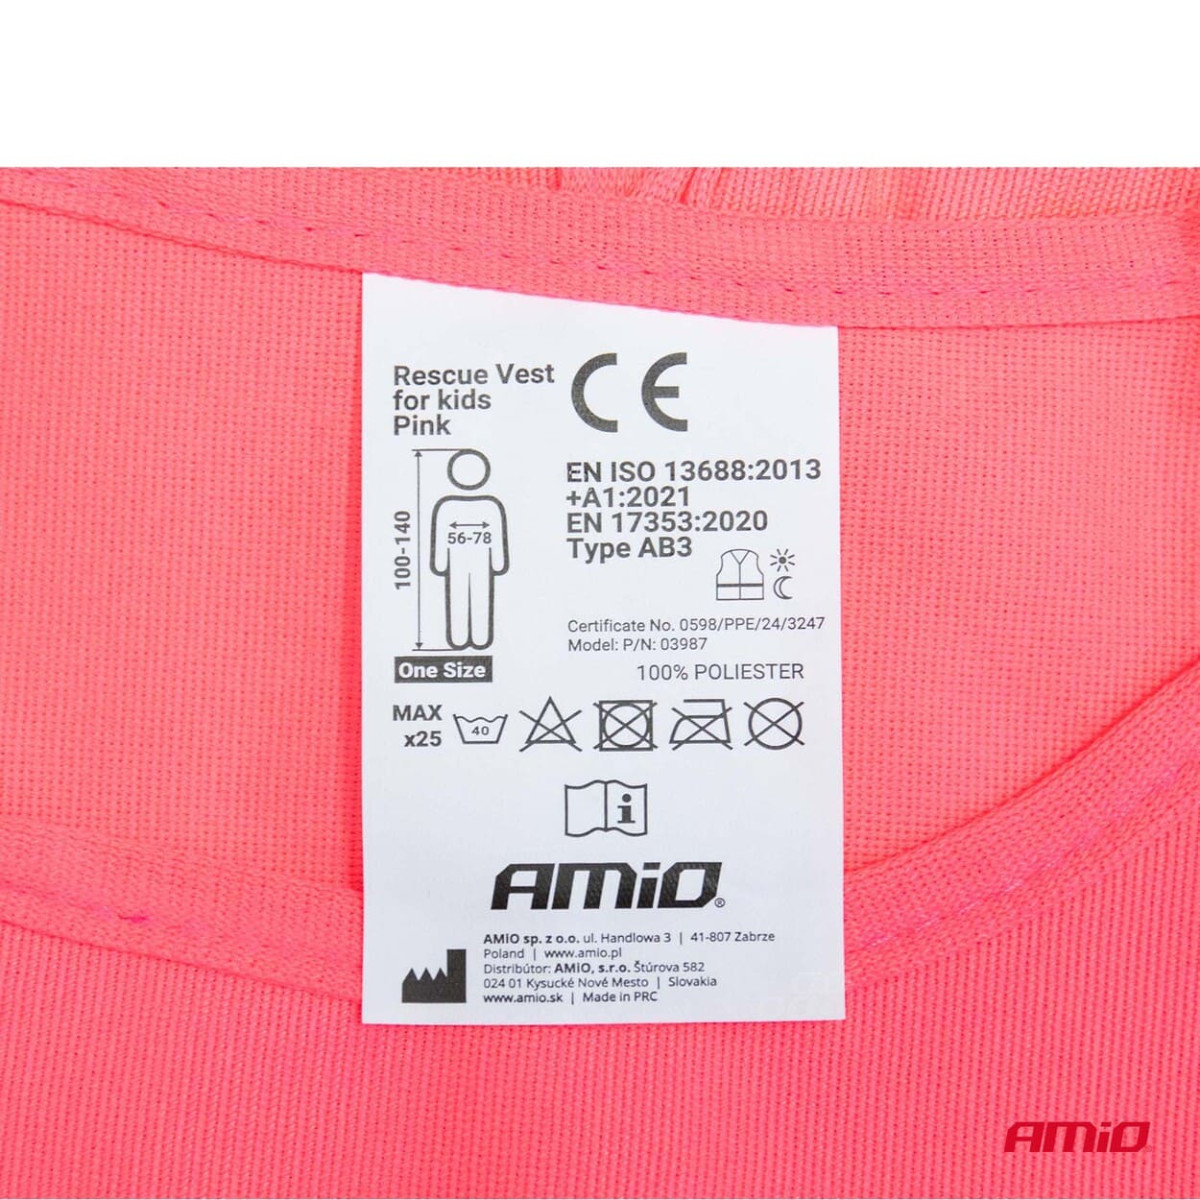 Rescue Vest
for kids
Pink
EN ISO 13688:2013
+A1:2021
EN 17353:2020
Type AB3
100-140
56-78
One Size
Certificate No. 0598/PPE/24/3247
Model: P/N: 03987
100% POLIESTER
MAX
x25
40
i
AMiO®
AMiO sp. z o.o. ul. Handlowa 3 | 41-807 Zabrze
Poland | www.amio.pl
Distribútor: AMiO, s.r.o. Štúrova 582
024 01 Kysucké Nové Mesto | Slovakia
www.amio.sk | Made in PRC
AMiO